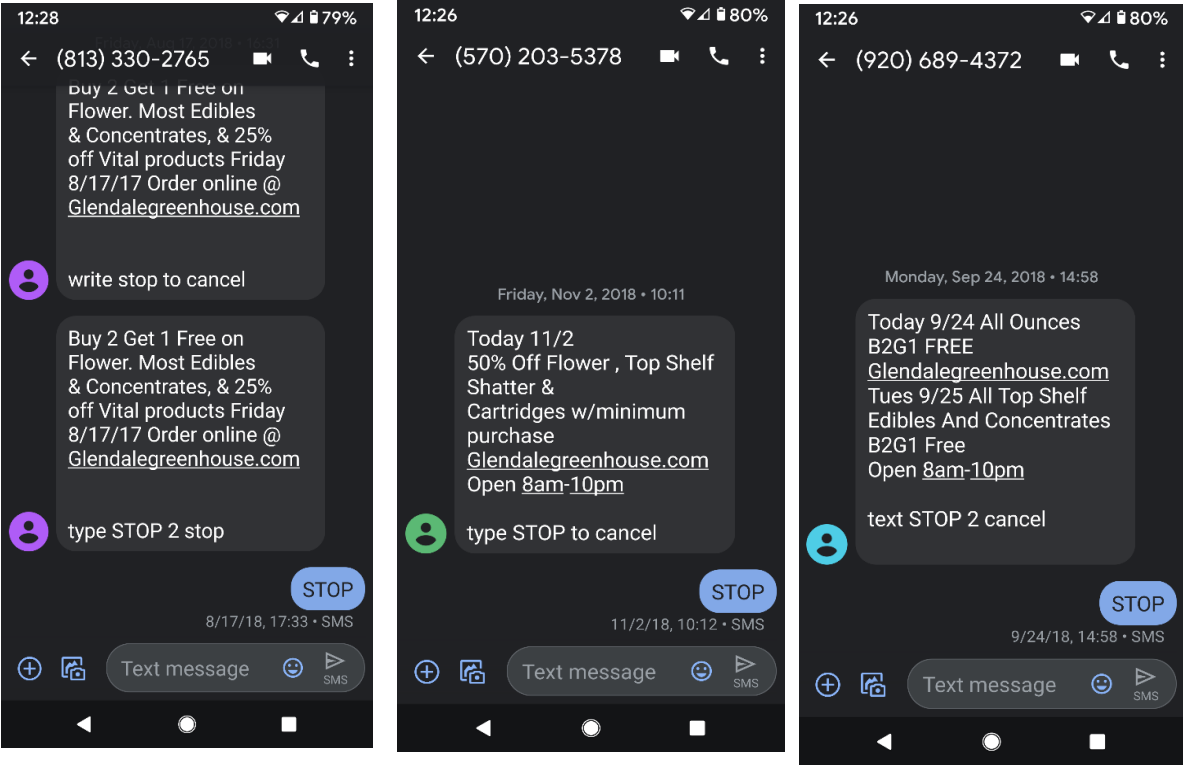 12:28
79%
Friday, Aug 17, 2018 • 16:31
(813) 330-2765
Buy 2 Get 1 Free on
Flower. Most Edibles
& Concentrates, & 25%
off Vital products Friday
8/17/17 Order online @
Glendalegreenhouse.com
write stop to cancel
Buy 2 Get 1 Free on
Flower. Most Edibles
& Concentrates, & 25%
off Vital products Friday
8/17/17 Order online @
Glendalegreenhouse.com
type STOP 2 stop
STOP
8/17/18, 17:33 • SMS
Text message
SMS
12:26
80%
(570) 203-5378
Friday, Nov 2, 2018 • 10:11
Today 11/2
50% Off Flower , Top Shelf
Shatter &
Cartridges w/minimum
purchase
Glendalegreenhouse.com
Open 8am-10pm
type STOP to cancel
STOP
11/2/18, 10:12 • SMS
Text message
SMS
12:26
80%
(920) 689-4372
Monday, Sep 24, 2018 • 14:58
Today 9/24 All Ounces
B2G1 FREE
Glendalegreenhouse.com
Tues 9/25 All Top Shelf
Edibles And Concentrates
B2G1 Free
Open 8am-10pm
text STOP 2 cancel
STOP
9/24/18, 14:58 • SMS
Text message
SMS